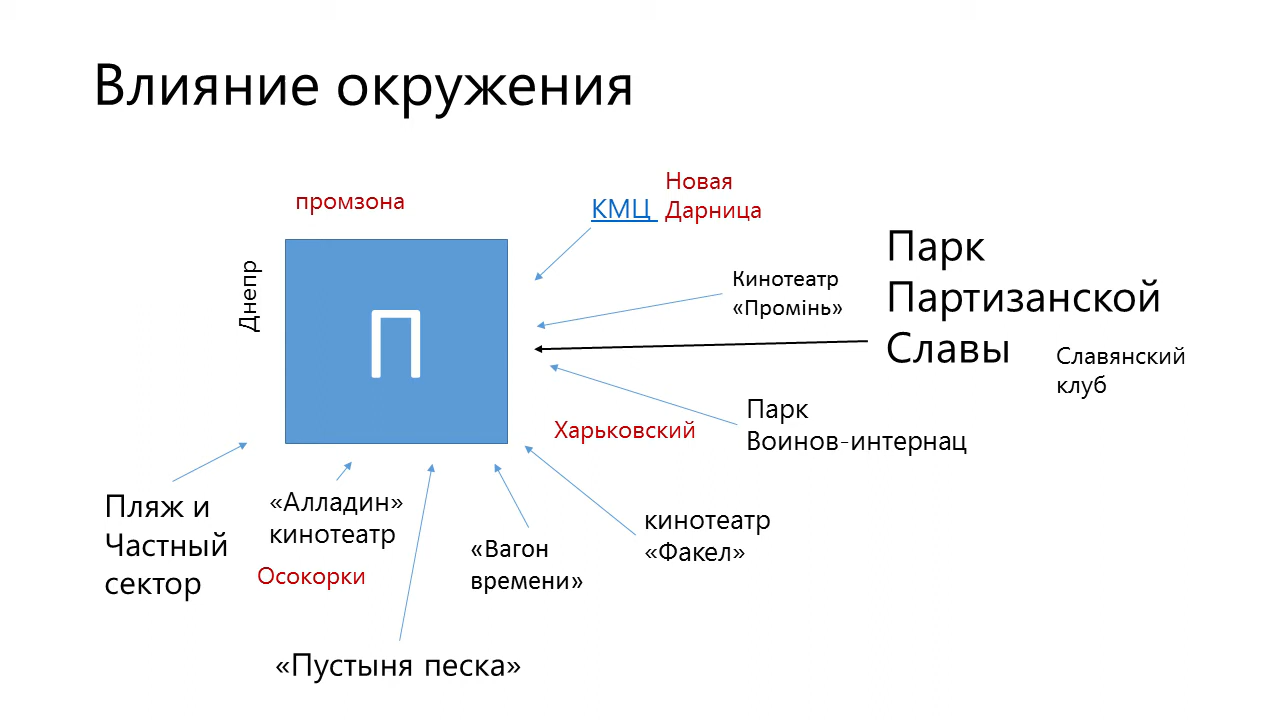 Влияние окружения
промзона
Новая
КМЦ Дарница
Днепр
П
Кинотеатр
«Промінь»
Парк
Партизанской
Славы
Славянский
клуб
Харьковский
Парк
Воинов-интернац
Пляж и
Частный
сектор
«Алладин»
кинотеатр
Осокорки
«Вагон
времени»
кинотеатр
«Факел»
«Пустыня песка»